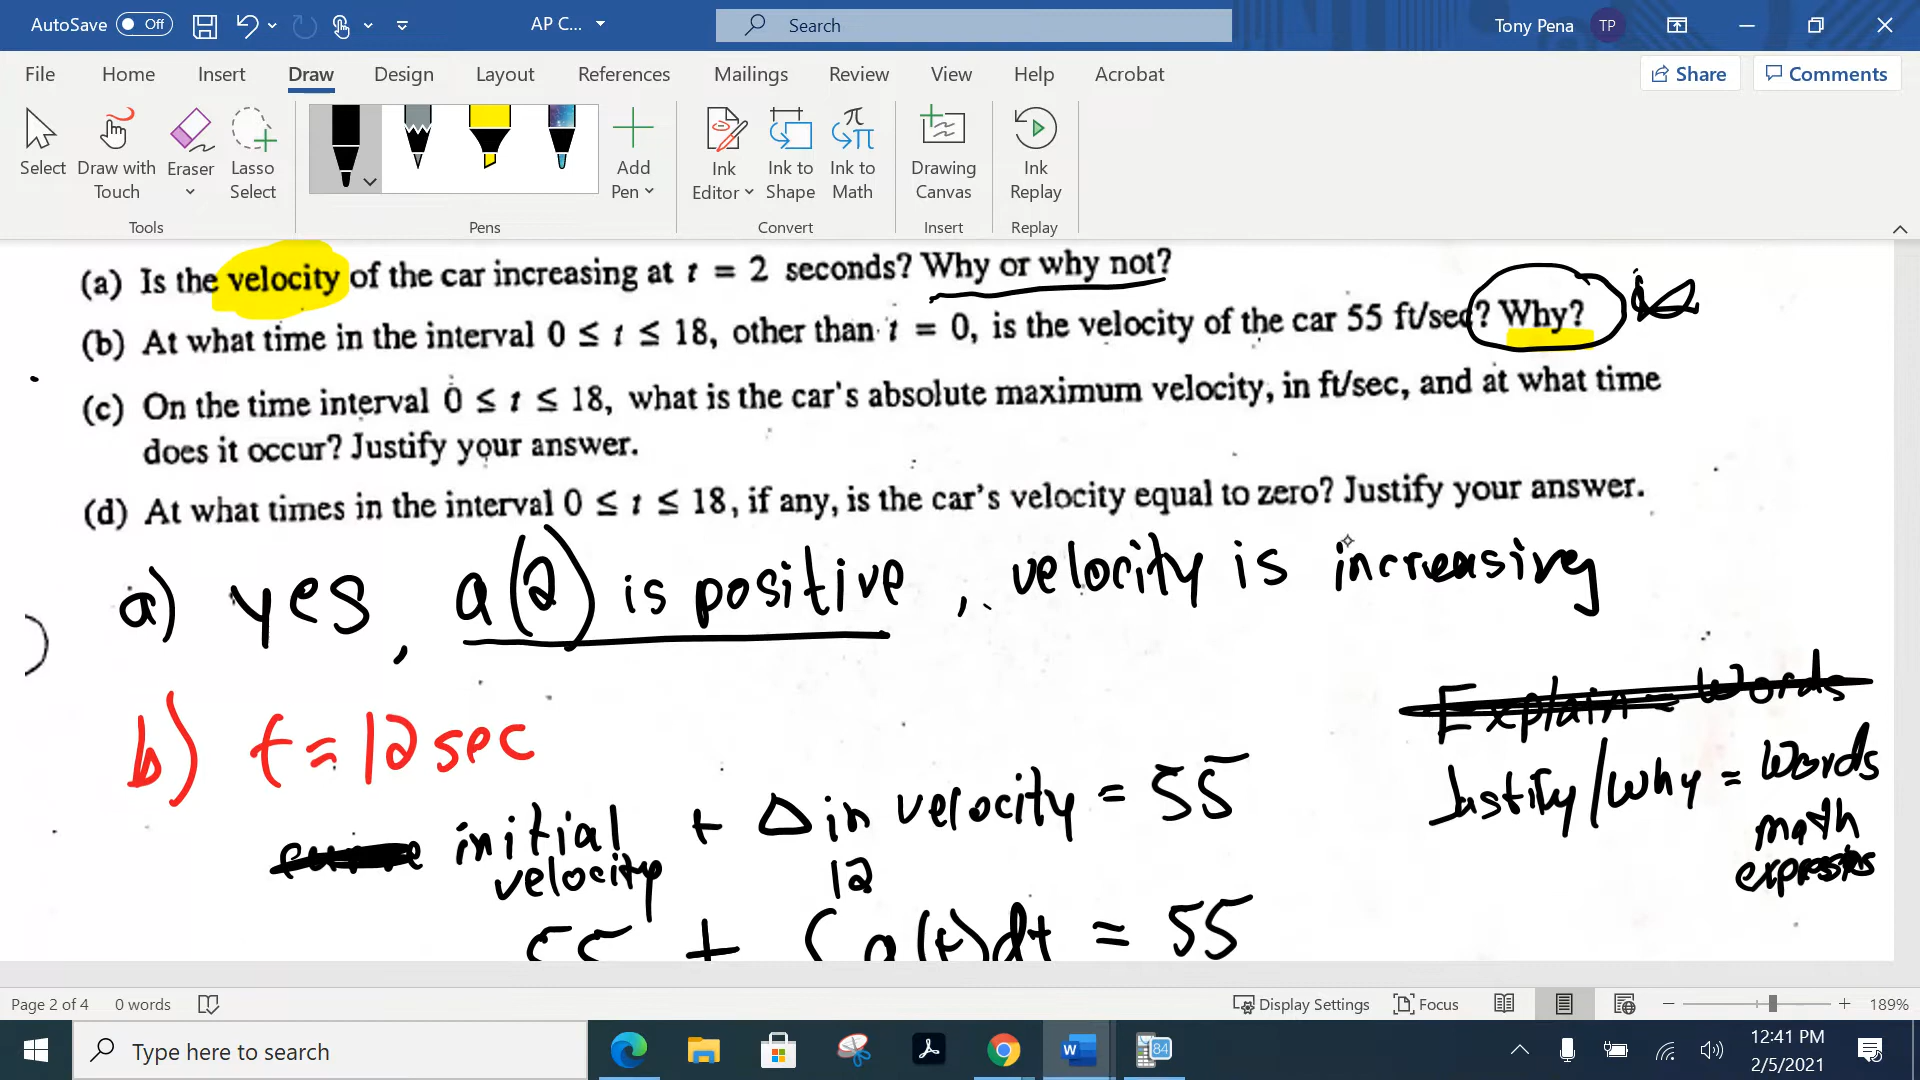 AutoSave Off AP C... Search Tony Pena TP
File Home Insert Draw Design Layout References Mailings Review View Help Acrobat Share Comments
Select Draw with Touch Eraser Lasso Select Add Pen Ink Editor Ink to Shape Ink to Math Drawing Canvas Ink Replay
Tools Pens Convert Insert Replay
(a) Is the velocity of the car increasing at t = 2 seconds? Why or why not?
(b) At what time in the interval 0 ≤ t ≤ 18, other than t = 0, is the velocity of the car 55 ft/sec? Why?
(c) On the time interval 0 ≤ t ≤ 18, what is the car's absolute maximum velocity, in ft/sec, and at what time
does it occur? Justify your answer.
(d) At what times in the interval 0 ≤ t ≤ 18, if any, is the car's velocity equal to zero? Justify your answer.
a) yes, a(2) is positive, velocity is increasing
Explain = Words
b) t = 12 sec
Justify/Why = Words
math
expressions
initial velocity + Δ in velocity = 55
12
55 + ∫ a(t)dt = 55
Page 2 of 4 0 words Display Settings Focus 189%
Type here to search 84 12:41 PM
2/5/2021